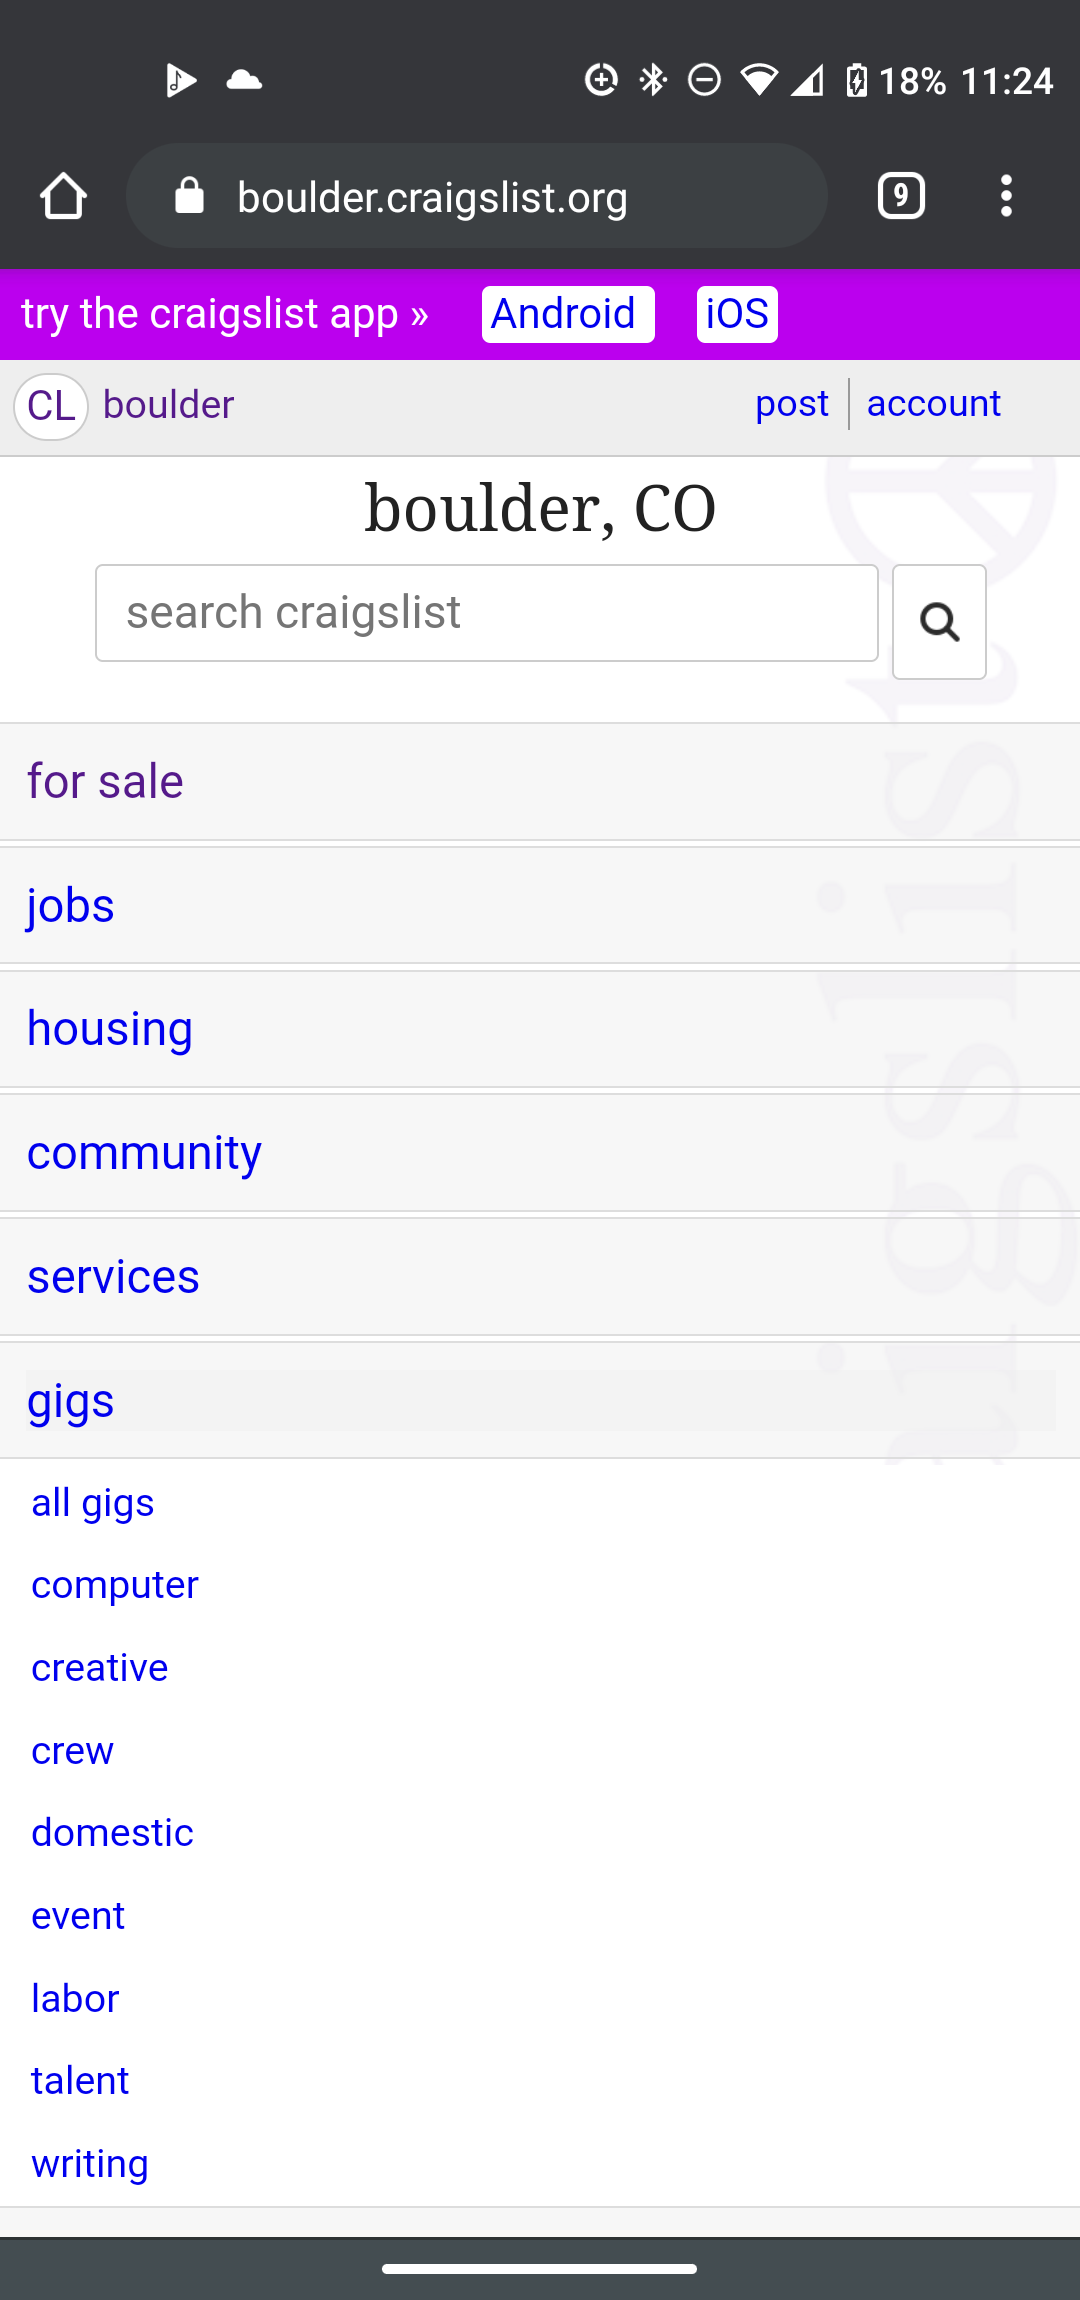 18% 11:24
boulder.craigslist.org 9
try the craigslist app » Android iOS
CL boulder post account
boulder, CO
search craigslist
for sale
jobs
housing
community
services
gigs
all gigs
computer
creative
crew
domestic
event
labor
talent
writing